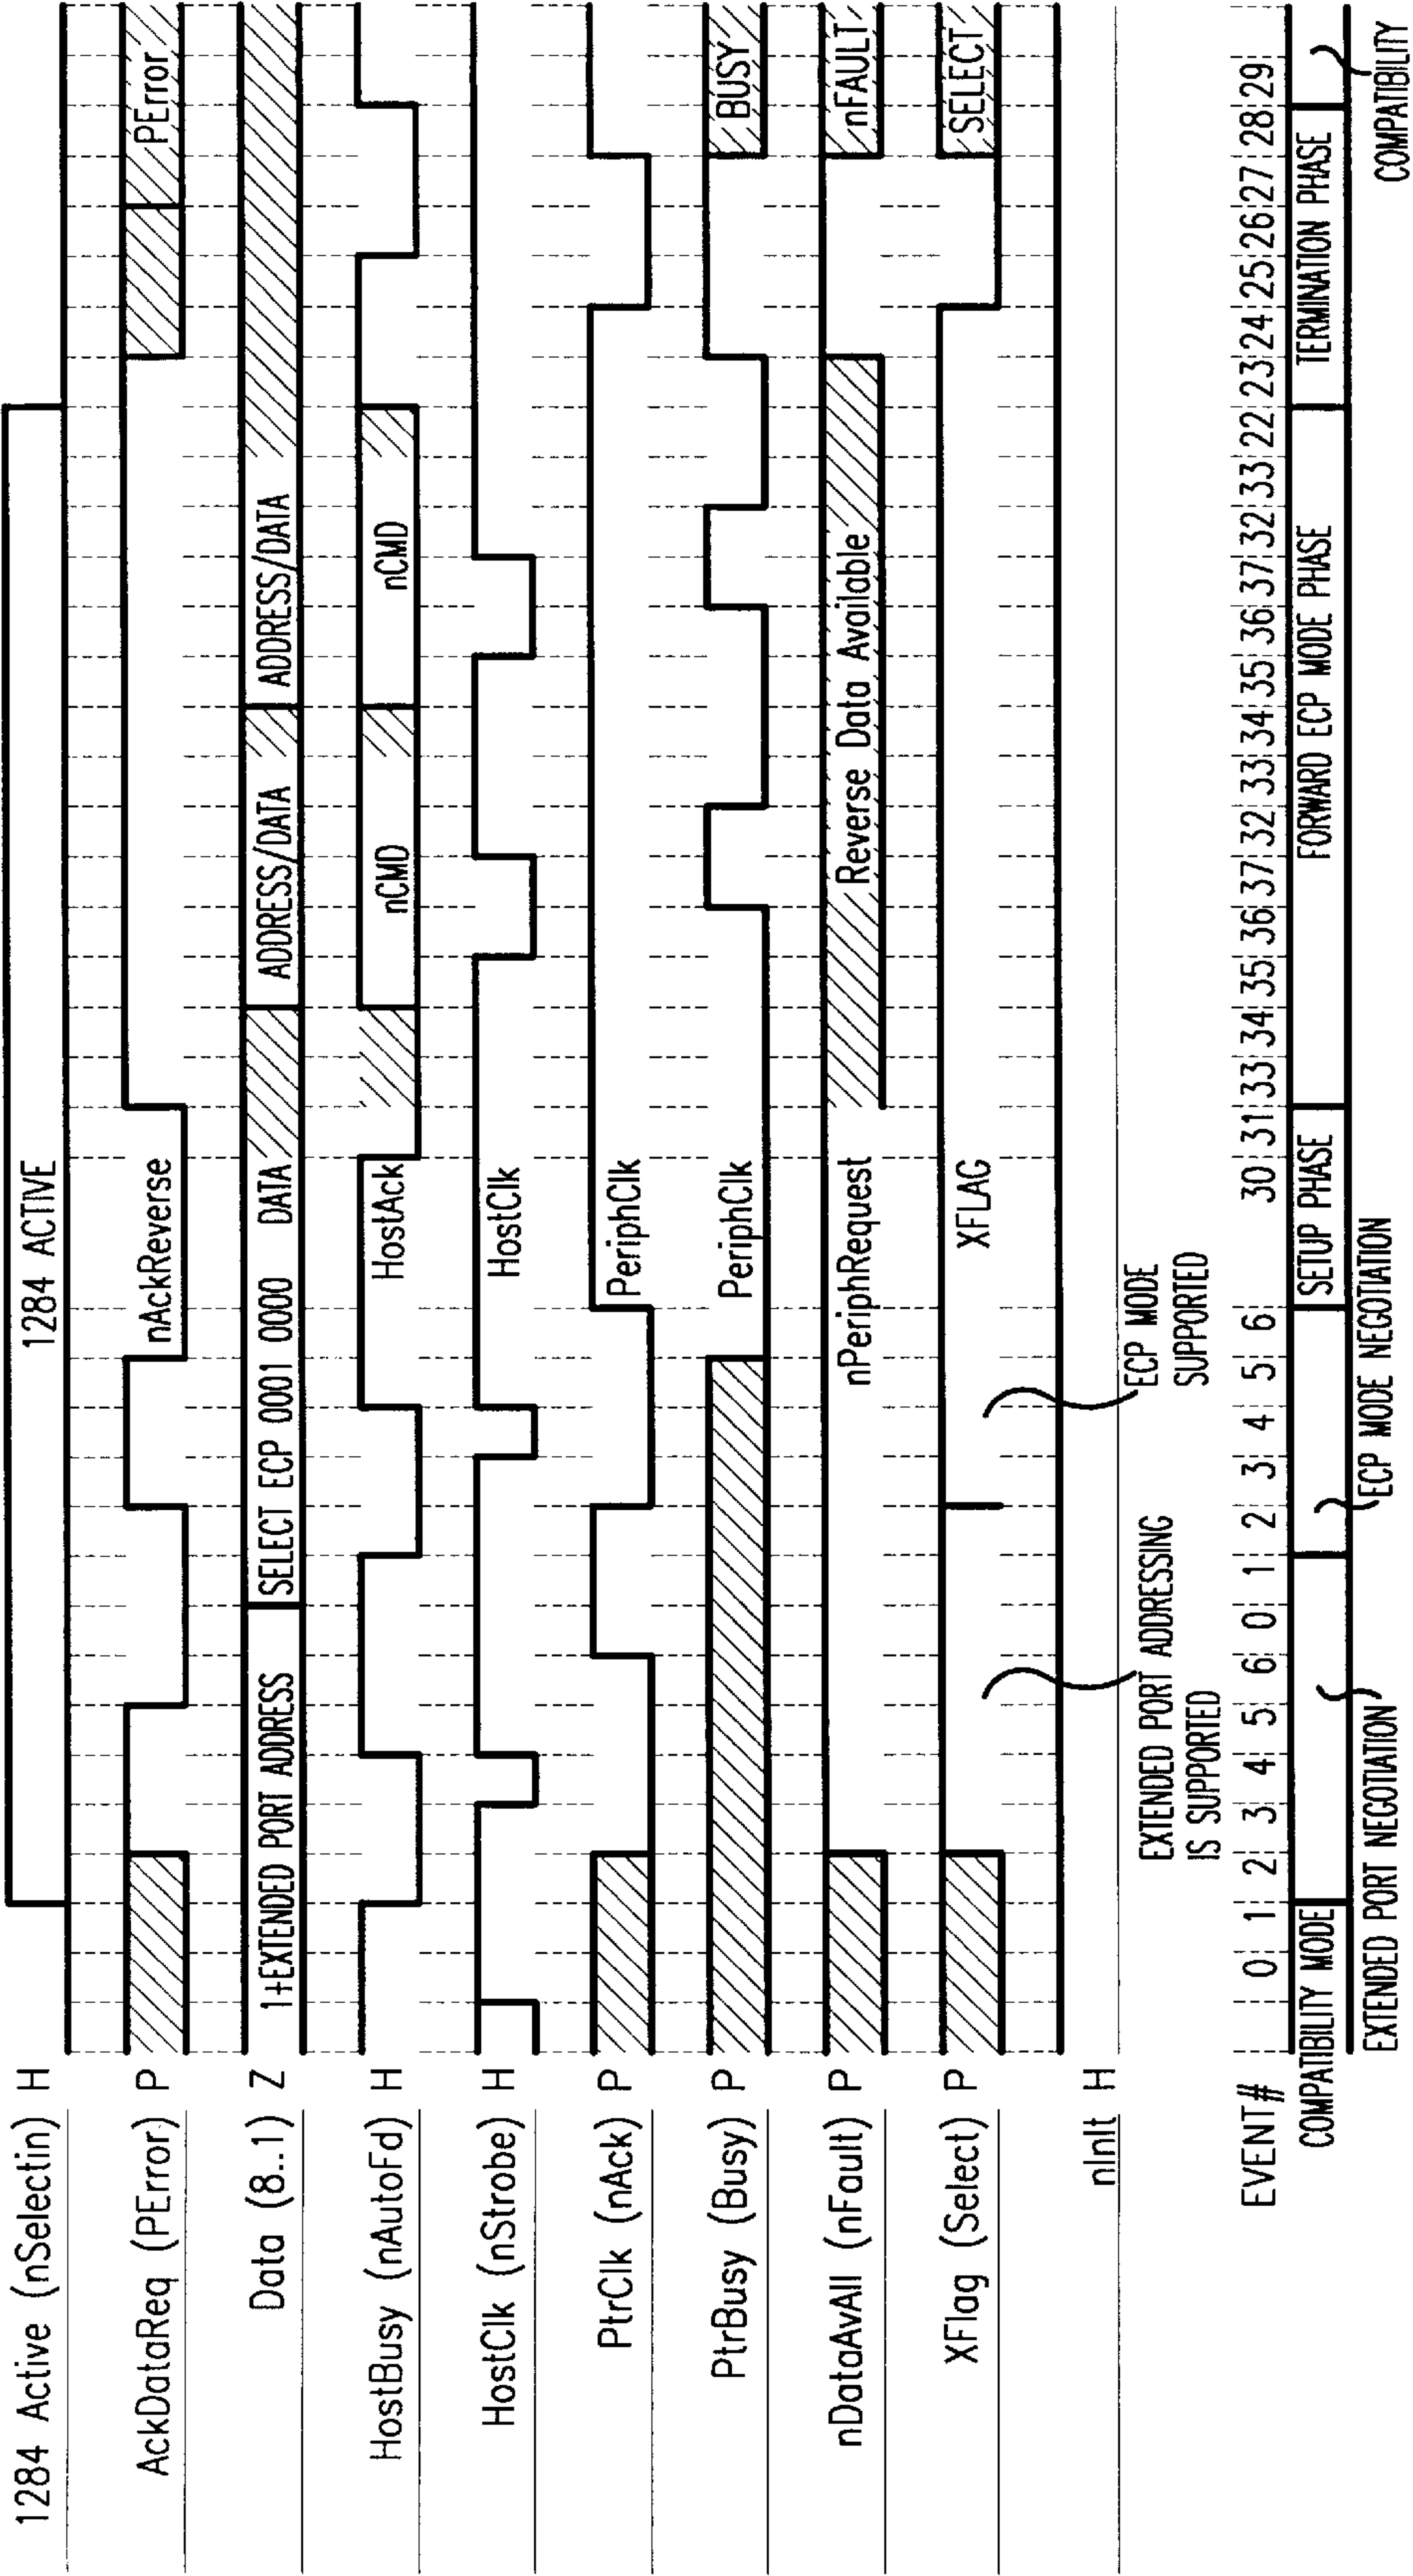 1284 Active (nSelectin) H 1284 ACTIVE
AckDataReq (PError) P nAckReverse PError
Data (8..1) Z 1+EXTENDED PORT ADDRESS SELECT ECP 0001 0000 DATA ADDRESS/DATA ADDRESS/DATA
HostBusy (nAutoFd) H HostAck nCMD nCMD
HostClk (nStrobe) H HostClk
PtrClk (nAck) P PeriphClk
PtrBusy (Busy) P PeriphClk BUSY
nDataAvAll (nFault) P nPeriphRequest Reverse Data Available nFAULT
XFlag (Select) P XFLAG SELECT
nInIt H
EXTENDED PORT ADDRESSING
IS SUPPORTED
ECP MODE
SUPPORTED
EVENT# 0 1 2 3 4 5 6 0 1 2 3 4 5 6 30 31 33 34 35 36 37 32 33 34 35 36 37 32 33 22 23 24 25 26 27 28 29
COMPATIBILITY MODE SETUP PHASE FORWARD ECP MODE PHASE TERMINATION PHASE
EXTENDED PORT NEGOTIATION ECP MODE NEGOTIATION COMPATIBILITY